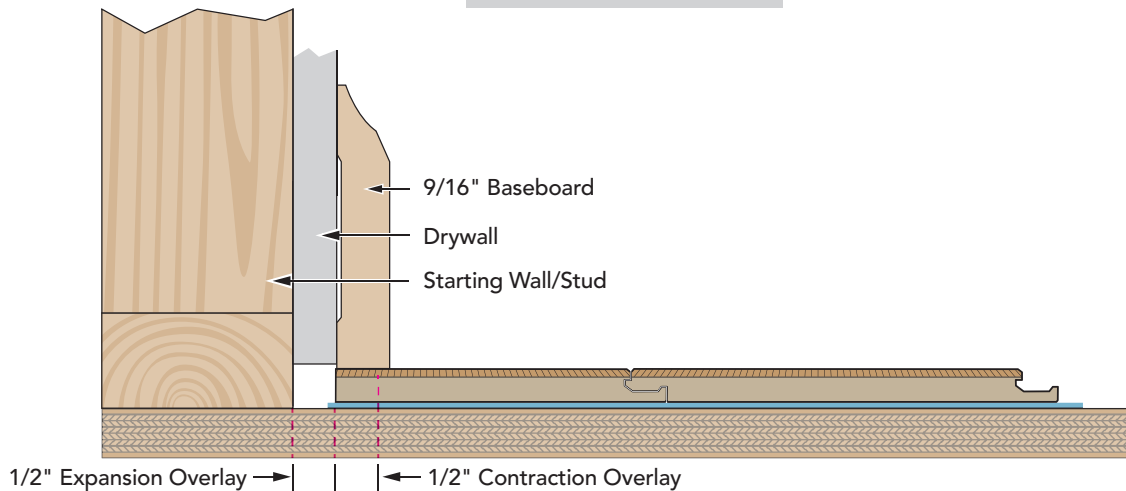 9/16" Baseboard
Drywall
Starting Wall/Stud
1/2" Expansion Overlay
1/2" Contraction Overlay